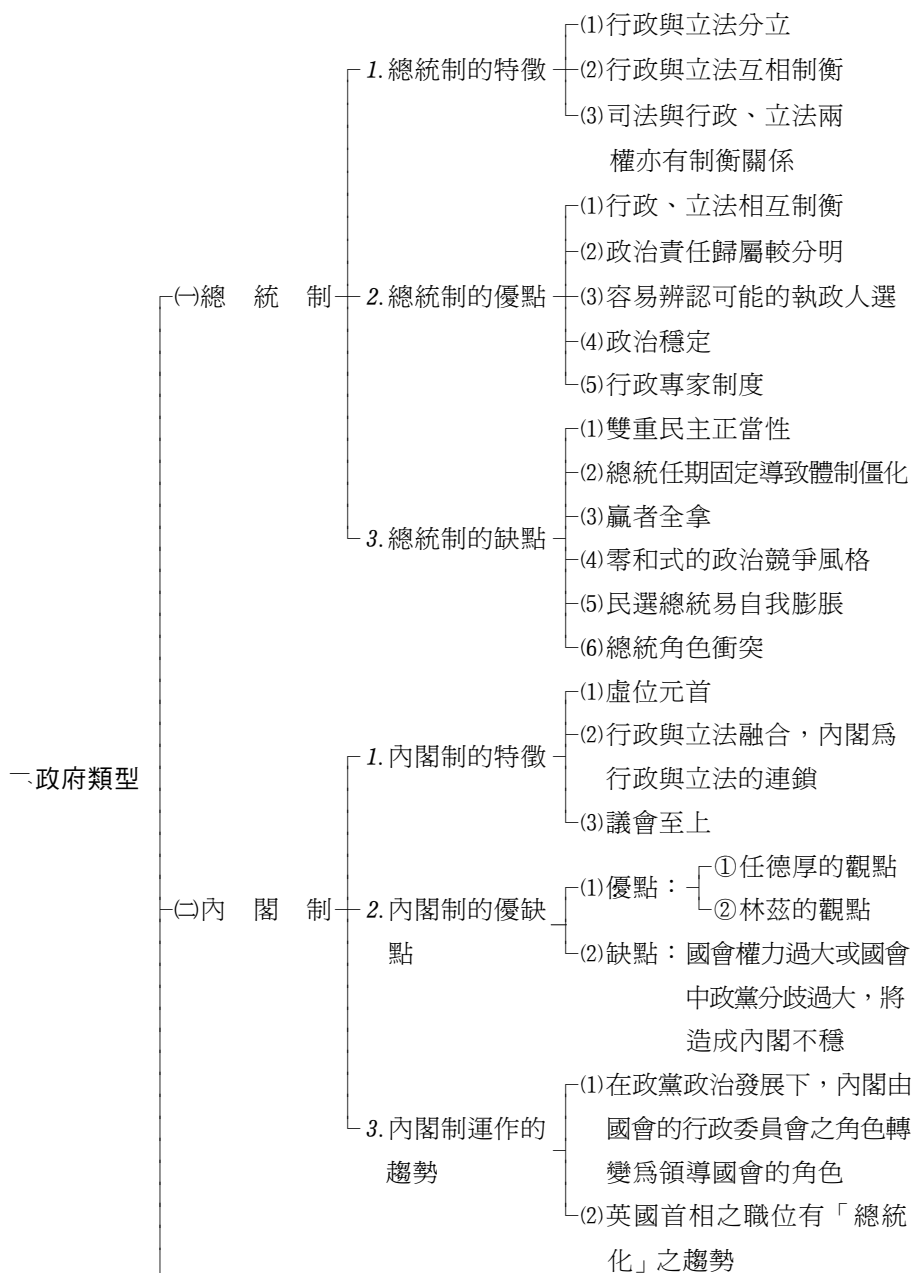 一、政府類型
㈠總統制
1.總統制的特徵
⑴行政與立法分立
⑵行政與立法互相制衡
⑶司法與行政、立法兩
權亦有制衡關係
2.總統制的優點
⑴行政、立法相互制衡
⑵政治責任歸屬較分明
⑶容易辨認可能的執政人選
⑷政治穩定
⑸行政專家制度
3.總統制的缺點
⑴雙重民主正當性
⑵總統任期固定導致體制僵化
⑶贏者全拿
⑷零和式的政治競爭風格
⑸民選總統易自我膨脹
⑹總統角色衝突
㈡內閣制
1.內閣制的特徵
⑴虛位元首
⑵行政與立法融合，內閣爲
行政與立法的連鎖
⑶議會至上
2.內閣制的優缺
點
⑴優點：
①任德厚的觀點
②林茲的觀點
⑵缺點：國會權力過大或國會
中政黨分歧過大，將
造成內閣不穩
3.內閣制運作的
趨勢
⑴在政黨政治發展下，內閣由
國會的行政委員會之角色轉
變爲領導國會的角色
⑵英國首相之職位有「總統
化」之趨勢